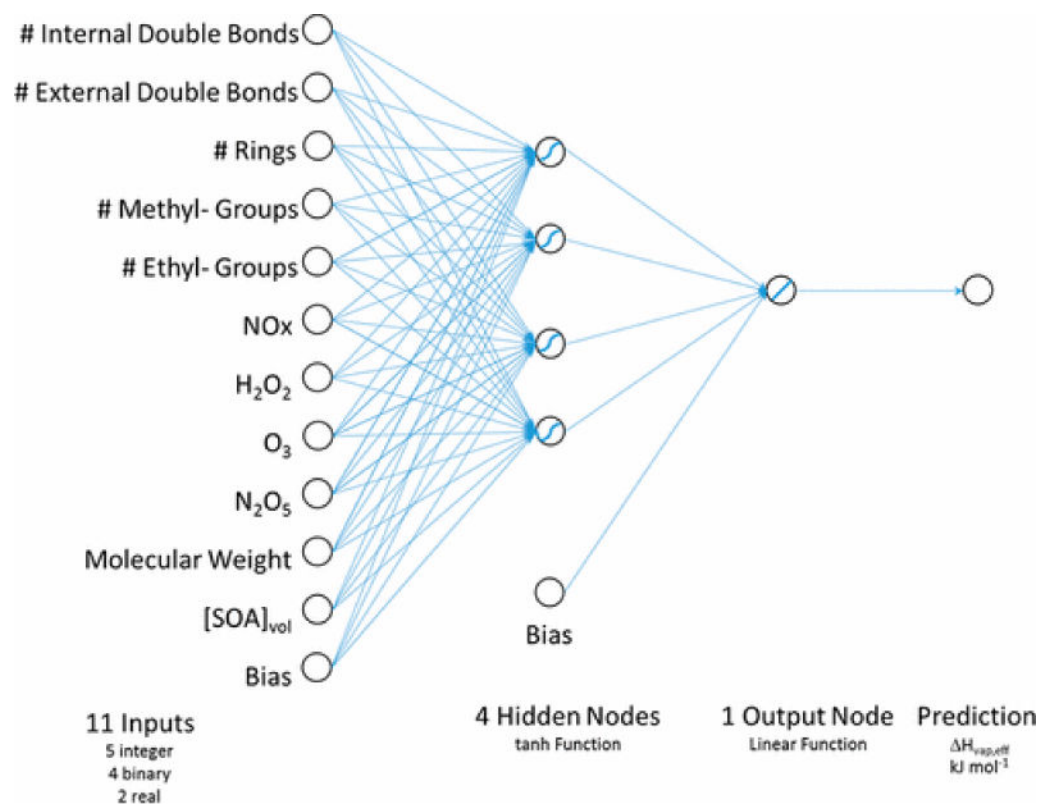 # Internal Double Bonds
# External Double Bonds
# Rings
# Methyl- Groups
# Ethyl- Groups
NOx
H₂O₂
O₃
N₂O₅
Molecular Weight
[SOA]vol
Bias
Bias
11 Inputs
5 integer
4 binary
2 real
4 Hidden Nodes
tanh Function
1 Output Node
Linear Function
Prediction
ΔHvap,eff
kJ mol⁻¹